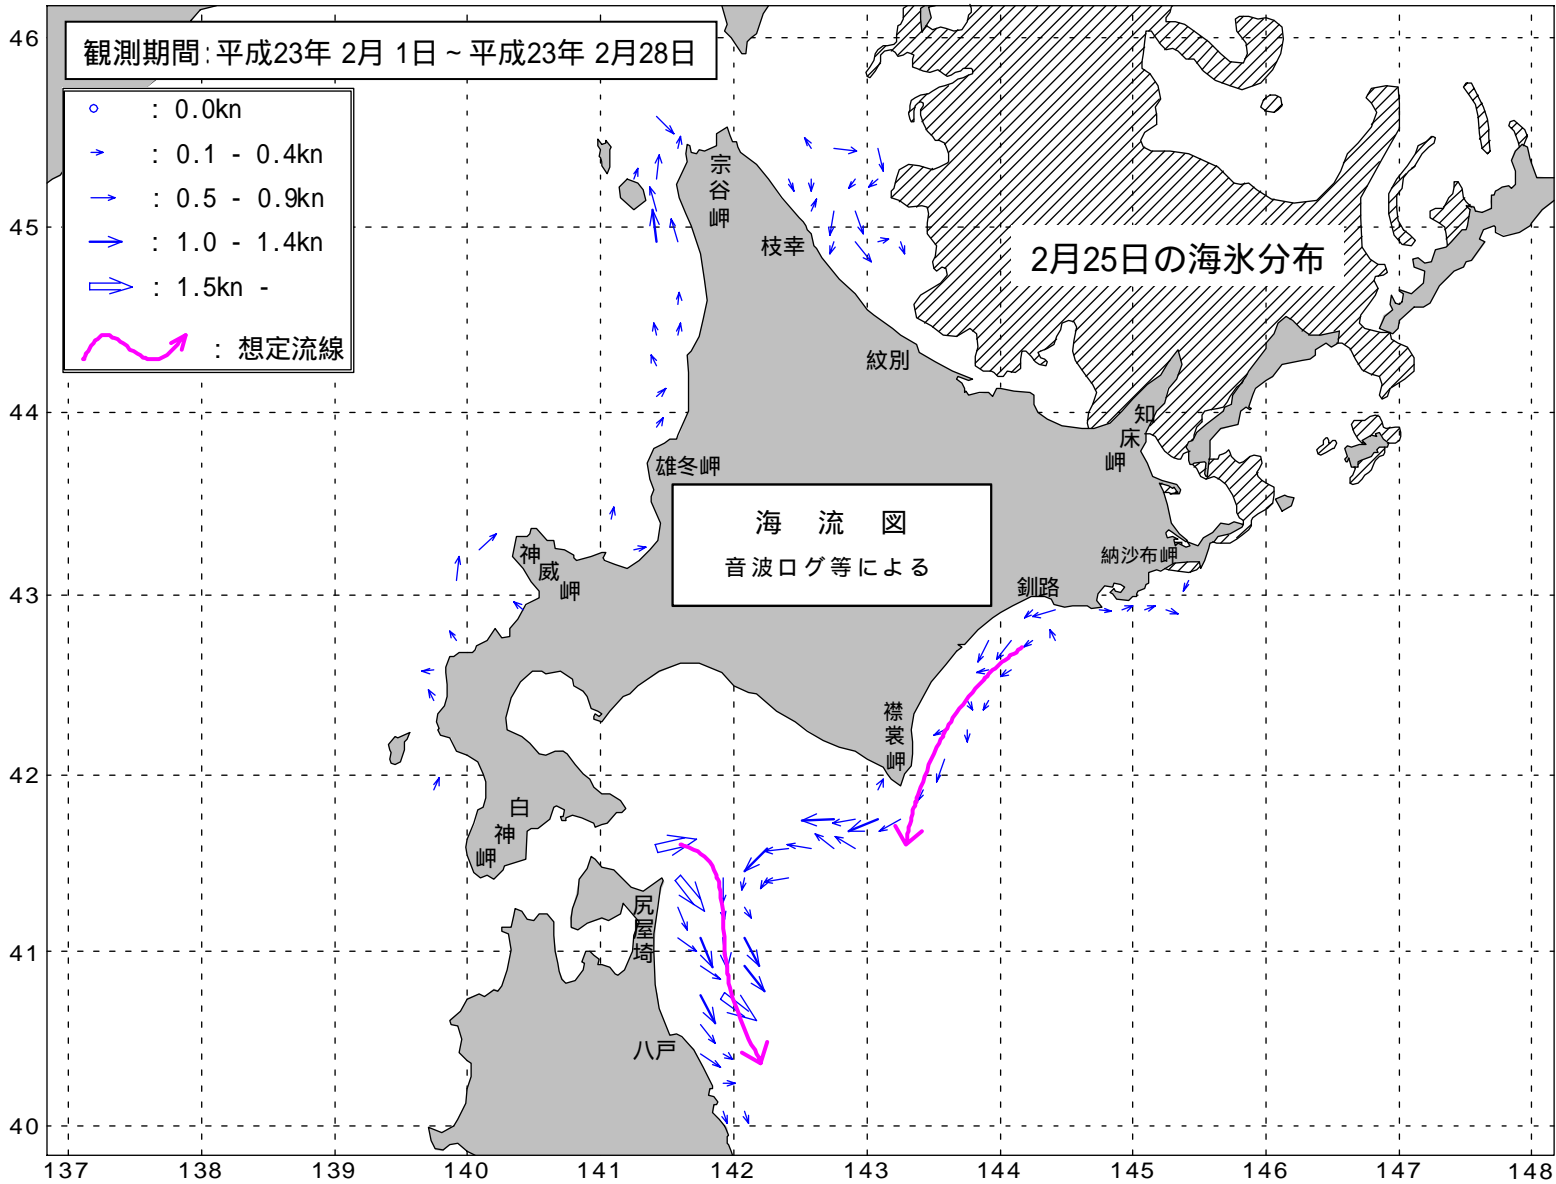 観測期間:平成23年 2月 1日 ~ 平成23年 2月28日
: 0.0kn
: 0.1 - 0.4kn
: 0.5 - 0.9kn
: 1.0 - 1.4kn
: 1.5kn -
: 想定流線
2月25日の海氷分布
海 流 図
音波ログ等による
宗谷岬
枝幸
紋別
知床岬
雄冬岬
神威岬
納沙布岬
釧路
襟裳岬
白神岬
尻屋埼
八戸
46
45
44
43
42
41
40
137 138 139 140 141 142 143 144 145 146 147 148